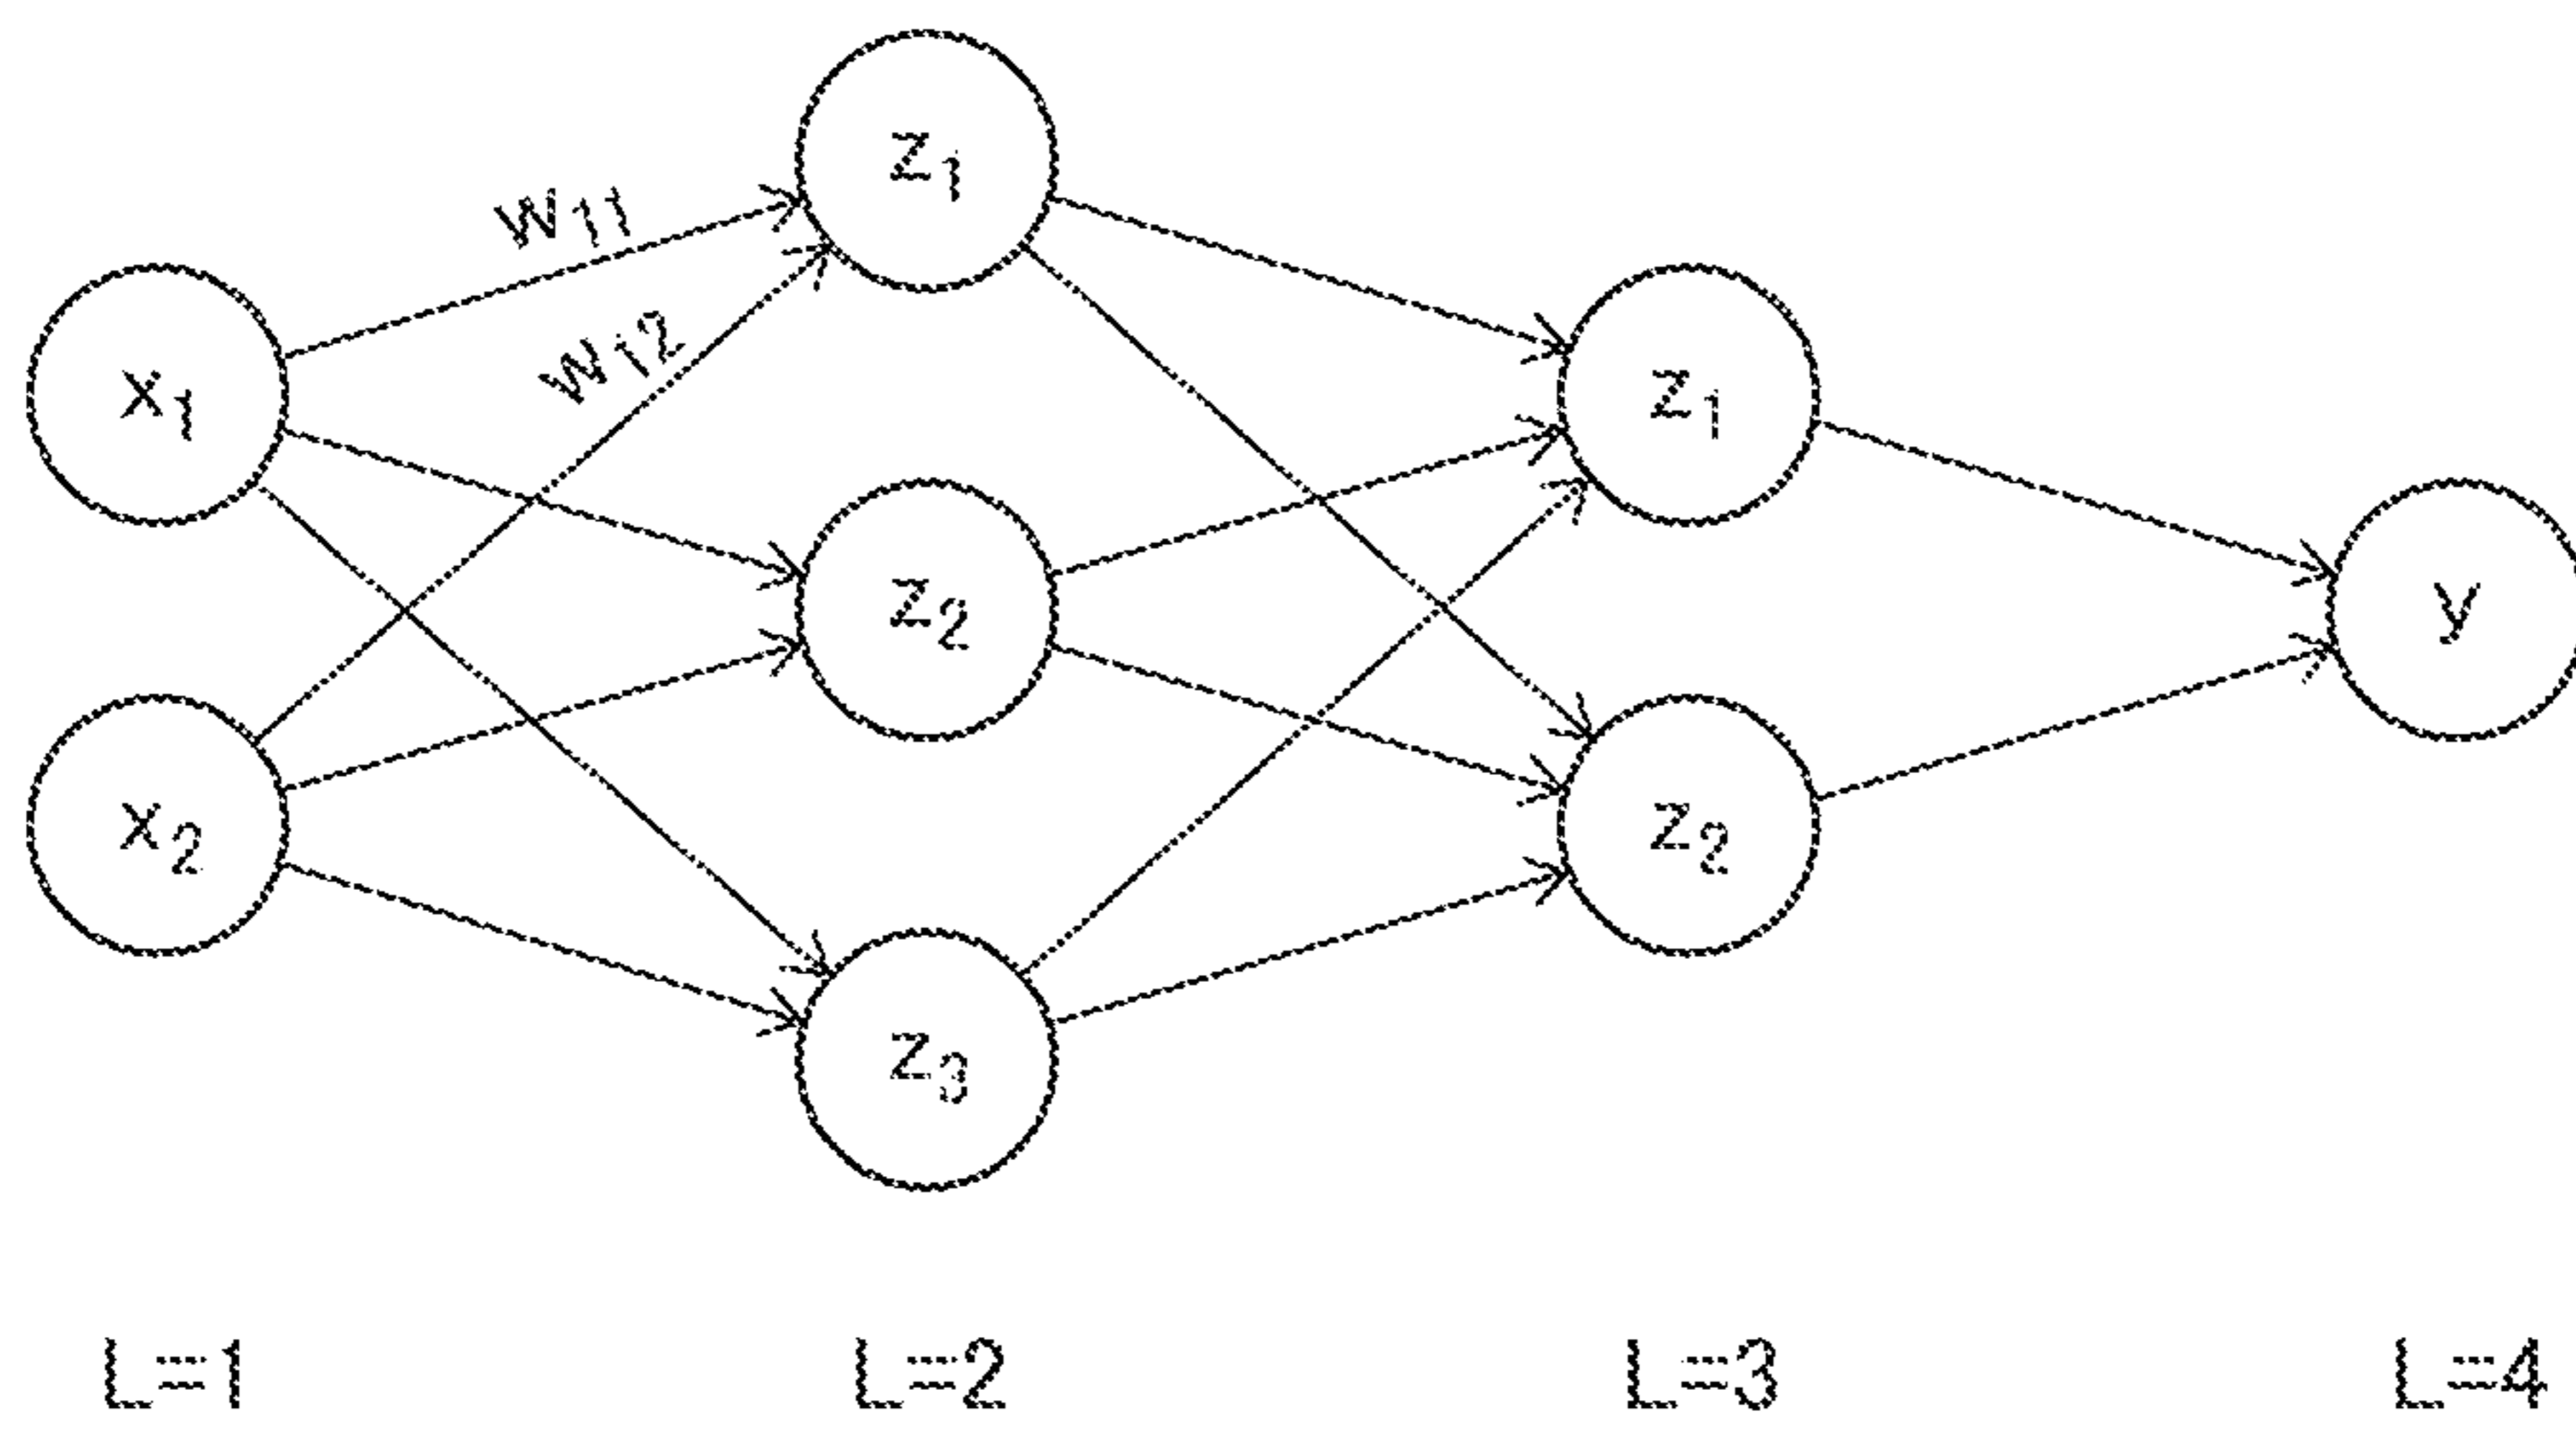 z₁
w₁₁
w₁₂
x₁
z₁
z₂
y
x₂
z₂
z₃
L=1
L=2
L=3
L=4